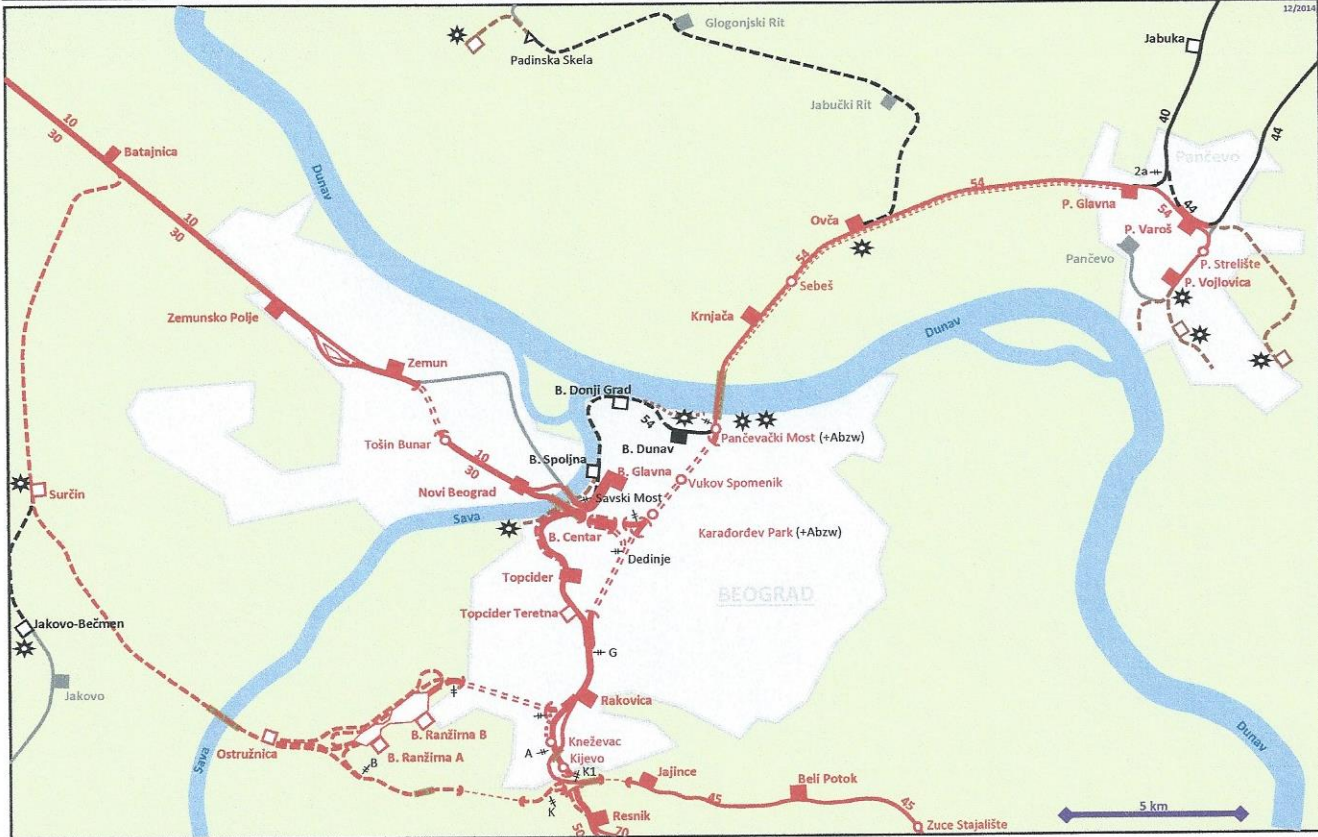 12/2014
Glogonjski Rit
Jabuka
Padinska Skela
Jabučki Rit
10
30
Batajnica
40
44
Dunav
Pančevo
2a
54
P. Glavna
44
54
Ovča
P. Varoš
10
30
Pančevo
P. Strelište
54
Sebeš
P. Vojlovica
Zemunsko Polje
Krnjača
Dunav
Zemun
B. Donji Grad
54
Pančevački Most (+Abzw)
Tošin Bunar
B. Dunav
10
30
B. Spoljna
B. Glavna
Vukov Spomenik
Novi Beograd
Savski Most
Surčin
Sava
B. Centar
Karađorđev Park (+Abzw)
Dedinje
Topcider
BEOGRAD
Topcider Teretna
Jakovo-Bečmen
G
Jakovo
Rakovica
B. Ranžirna B
Dunav
Kneževac
Ostružnica
B. Ranžirna A
A
Kijevo
Sava
B
K1
Jajince
Beli Potok
45
45
5 km
K
Resnik
50
70
Zuce Stajalište